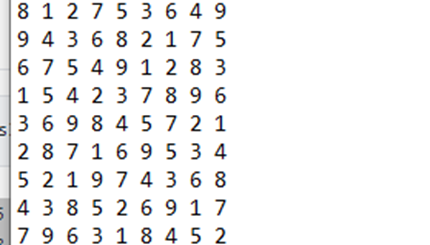 8 1 2 7 5 3 6 4 9
9 4 3 6 8 2 1 7 5
6 7 5 4 9 1 2 8 3
1 5 4 2 3 7 8 9 6
3 6 9 8 4 5 7 2 1
2 8 7 1 6 9 5 3 4
5 2 1 9 7 4 3 6 8
4 3 8 5 2 6 9 1 7
7 9 6 3 1 8 4 5 2